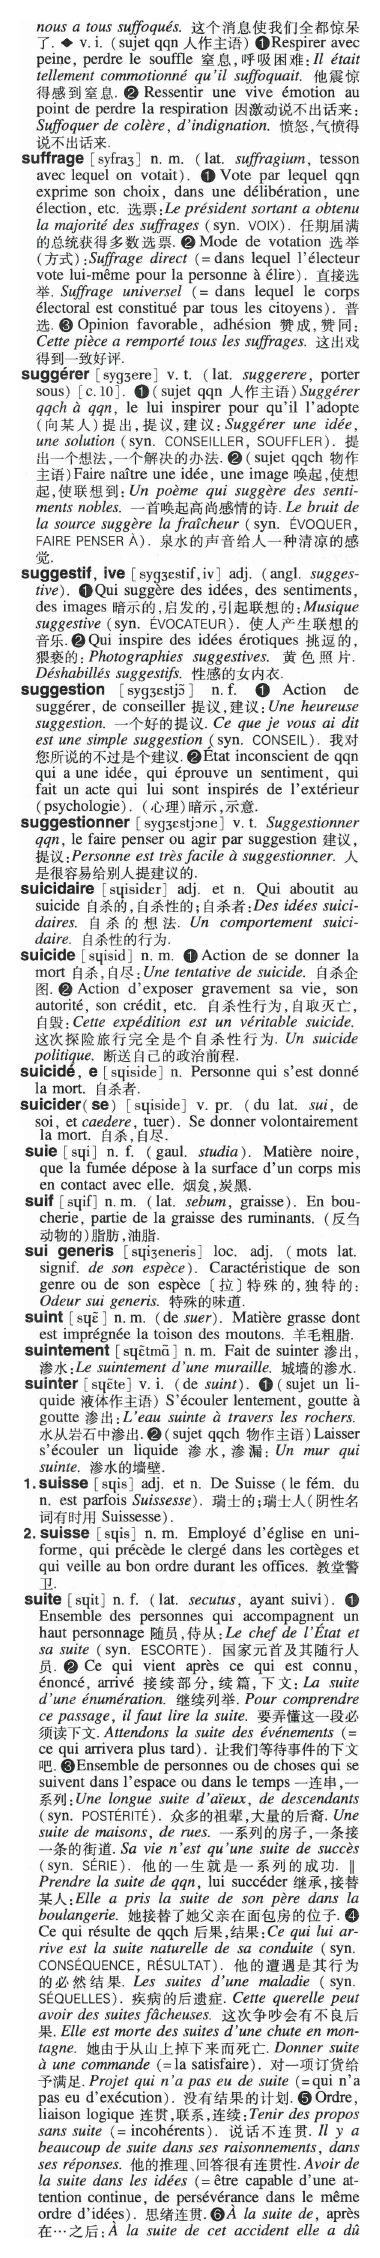 nous a tous suffoqués. 这个消息使我们全都惊呆
了. ◆ v. i. (sujet qqn 人作主语) ❶Respirer avec
peine, perdre le souffle 窒息,呼吸困难:Il était
tellement commotionné qu'il suffoquait. 他震惊
得感到窒息. ❷ Ressentir une vive émotion au
point de perdre la respiration 因激动说不出话来:
Suffoquer de colère, d'indignation. 愤怒,气愤得
说不出话来.
suffrage [syfraʒ] n. m. (lat. suffragium, tesson
avec lequel on votait). ❶ Vote par lequel qqn
exprime son choix, dans une délibération, une
élection, etc. 选票:Le président sortant a obtenu
la majorité des suffrages (syn. VOIX). 任期届满
的总统获得多数选票. ❷ Mode de votation 选举
(方式):Suffrage direct (= dans lequel l'électeur
vote lui-même pour la personne à élire). 直接选
举. Suffrage universel (= dans lequel le corps
électoral est constitué par tous les citoyens). 普
选. ❸ Opinion favorable, adhésion 赞成,赞同:
Cette pièce a remporté tous les suffrages. 这出戏
得到一致好评.
suggérer [sygʒere] v. t. (lat. suggerere, porter
sous) [c. 10]. ❶(sujet qqn 人作主语)Suggérer
qqch à qqn, le lui inspirer pour qu'il l'adopte
(向某人)提出,提议,建议:Suggérer une idée,
une solution (syn. CONSEILLER, SOUFFLER). 提
出一个想法,一个解决的办法. ❷(sujet qqch 物作
主语)Faire naître une idée, une image 唤起,使想
起,使联想到: Un poème qui suggère des senti-
ments nobles. 一首唤起高尚感情的诗. Le bruit de
la source suggère la fraîcheur (syn. ÉVOQUER,
FAIRE PENSER À). 泉水的声音给人一种清凉的感
觉.
suggestif, ive [sygʒɛstif,iv] adj. (angl. sugges-
tive). ❶Qui suggère des idées, des sentiments,
des images 暗示的,启发的,引起联想的:Musique
suggestive (syn. ÉVOCATEUR). 使人产生联想的
音乐. ❷Qui inspire des idées érotiques 挑逗的,
猥亵的: Photographies suggestives. 黄色照片.
Déshabillés suggestifs. 性感的女内衣.
suggestion [sygʒɛstjɔ̃] n. f. ❶ Action de
suggérer, de conseiller 提议,建议:Une heureuse
suggestion. 一个好的提议. Ce que je vous ai dit
est une simple suggestion (syn. CONSEIL). 我对
您所说的不过是个建议. ❷État inconscient de qqn
qui a une idée, qui éprouve un sentiment, qui
fait un acte qui lui sont inspirés de l'extérieur
(psychologie). (心理)暗示,示意.
suggestionner [sygʒɛstjɔne] v. t. Suggestionner
qqn, le faire penser ou agir par suggestion 建议,
提议:Personne est très facile à suggestionner. 人
是很容易给别人提建议的.
suicidaire [sɥisidɛr] adj. et n. Qui aboutit au
suicide 自杀的,自杀性的;自杀者:Des idées suici-
daires. 自杀的想法. Un comportement suici-
daire. 自杀性的行为.
suicide [sɥisid] n. m. ❶ Action de se donner la
mort 自杀,自尽:Une tentative de suicide. 自杀企
图. ❷ Action d'exposer gravement sa vie, son
autorité, son crédit, etc. 自杀性行为,自取灭亡,
自毁:Cette expédition est un véritable suicide.
这次探险旅行完全是个自杀性行为. Un suicide
politique. 断送自己的政治前程.
suicidé, e [sɥiside] n. Personne qui s'est donné
la mort. 自杀者.
suicider(se) [sɥiside] v. pr. (du lat. sui, de
soi, et caedere, tuer). Se donner volontairement
la mort. 自杀,自尽.
suie [sɥi] n. f. (gaul. studia). Matière noire,
que la fumée dépose à la surface d'un corps mis
en contact avec elle. 烟炱,炭黑.
suif [sɥif] n. m. (lat. sebum, graisse). En bou-
cherie, partie de la graisse des ruminants. (反刍
动物的)脂肪,油脂.
sui generis [sɥiʒeneris] loc. adj. (mots lat.
signif. de son espèce). Caractéristique de son
genre ou de son espèce [拉]特殊的,独特的:
Odeur sui generis. 特殊的味道.
suint [sɥɛ̃] n. m. (de suer). Matière grasse dont
est imprégnée la toison des moutons. 羊毛粗脂.
suintement [sɥɛ̃tmɑ̃] n. m. Fait de suinter 渗出,
渗水:Le suintement d'une muraille. 城墙的渗水.
suinter [sɥɛ̃te] v. i. (de suint). ❶(sujet un li-
quide 液体作主语) S'écouler lentement, goutte à
goutte 渗出:L'eau suinte à travers les rochers.
水从岩石中渗出. ❷(sujet qqch 物作主语)Laisser
s'écouler un liquide 渗水,渗漏: Un mur qui
suinte. 渗水的墙壁.
1. suisse [sɥis] adj. et n. De Suisse (le fém. du
n. est parfois Suissesse). 瑞士的;瑞士人(阴性名
词有时用 Suissesse).
2. suisse [sɥis] n. m. Employé d'église en uni-
forme, qui précède le clergé dans les cortèges et
qui veille au bon ordre durant les offices. 教堂警
卫.
suite [sɥit] n. f. (lat. secutus, ayant suivi). ❶
Ensemble des personnes qui accompagnent un
haut personnage 随员,侍从:Le chef de l'État et
sa suite (syn. ESCORTE). 国家元首及其随行人
员. ❷ Ce qui vient après ce qui est connu,
énoncé, arrivé 接续部分,续篇,下文: La suite
d'une énumération. 继续列举. Pour comprendre
ce passage, il faut lire la suite. 要弄懂这一段必
须读下文. Attendons la suite des événements (=
ce qui arrivera plus tard). 让我们等待事件的下文
吧. ❸Ensemble de personnes ou de choses qui se
suivent dans l'espace ou dans le temps 一连串,一
系列:Une longue suite d'aïeux, de descendants
(syn. POSTÉRITÉ). 众多的祖辈,大量的后裔. Une
suite de maisons, de rues. 一系列的房子,一条接
一条的街道. Sa vie n'est qu'une suite de succès
(syn. SÉRIE). 他的一生就是一系列的成功. ‖
Prendre la suite de qqn, lui succéder 继承,接替
某人:Elle a pris la suite de son père dans la
boulangerie. 她接替了她父亲在面包房的位子. ❹
Ce qui résulte de qqch 后果,结果:Ce qui lui ar-
rive est la suite naturelle de sa conduite (syn.
CONSÉQUENCE, RÉSULTAT). 他的遭遇是其行为
的必然结果. Les suites d'une maladie (syn.
SÉQUELLES). 疾病的后遗症. Cette querelle peut
avoir des suites fâcheuses. 这次争吵会有不良后
果. Elle est morte des suites d'une chute en mon-
tagne. 她由于从山上掉下来而死亡. Donner suite
à une commande (= la satisfaire). 对一项订货给
予满足. Projet qui n'a pas eu de suite (= qui n'a
pas eu d'exécution). 没有结果的计划. ❺ Ordre,
liaison logique 连贯,联系,连续:Tenir des propos
sans suite (= incohérents). 说话不连贯. Il y a
beaucoup de suite dans ses raisonnements, dans
ses réponses. 他的推理、回答很有连贯性. Avoir de
la suite dans les idées (= être capable d'une at-
tention continue, de persévérance dans le même
ordre d'idées). 思绪连贯. ❻À la suite de, après
在…之后:À la suite de cet accident elle a dû